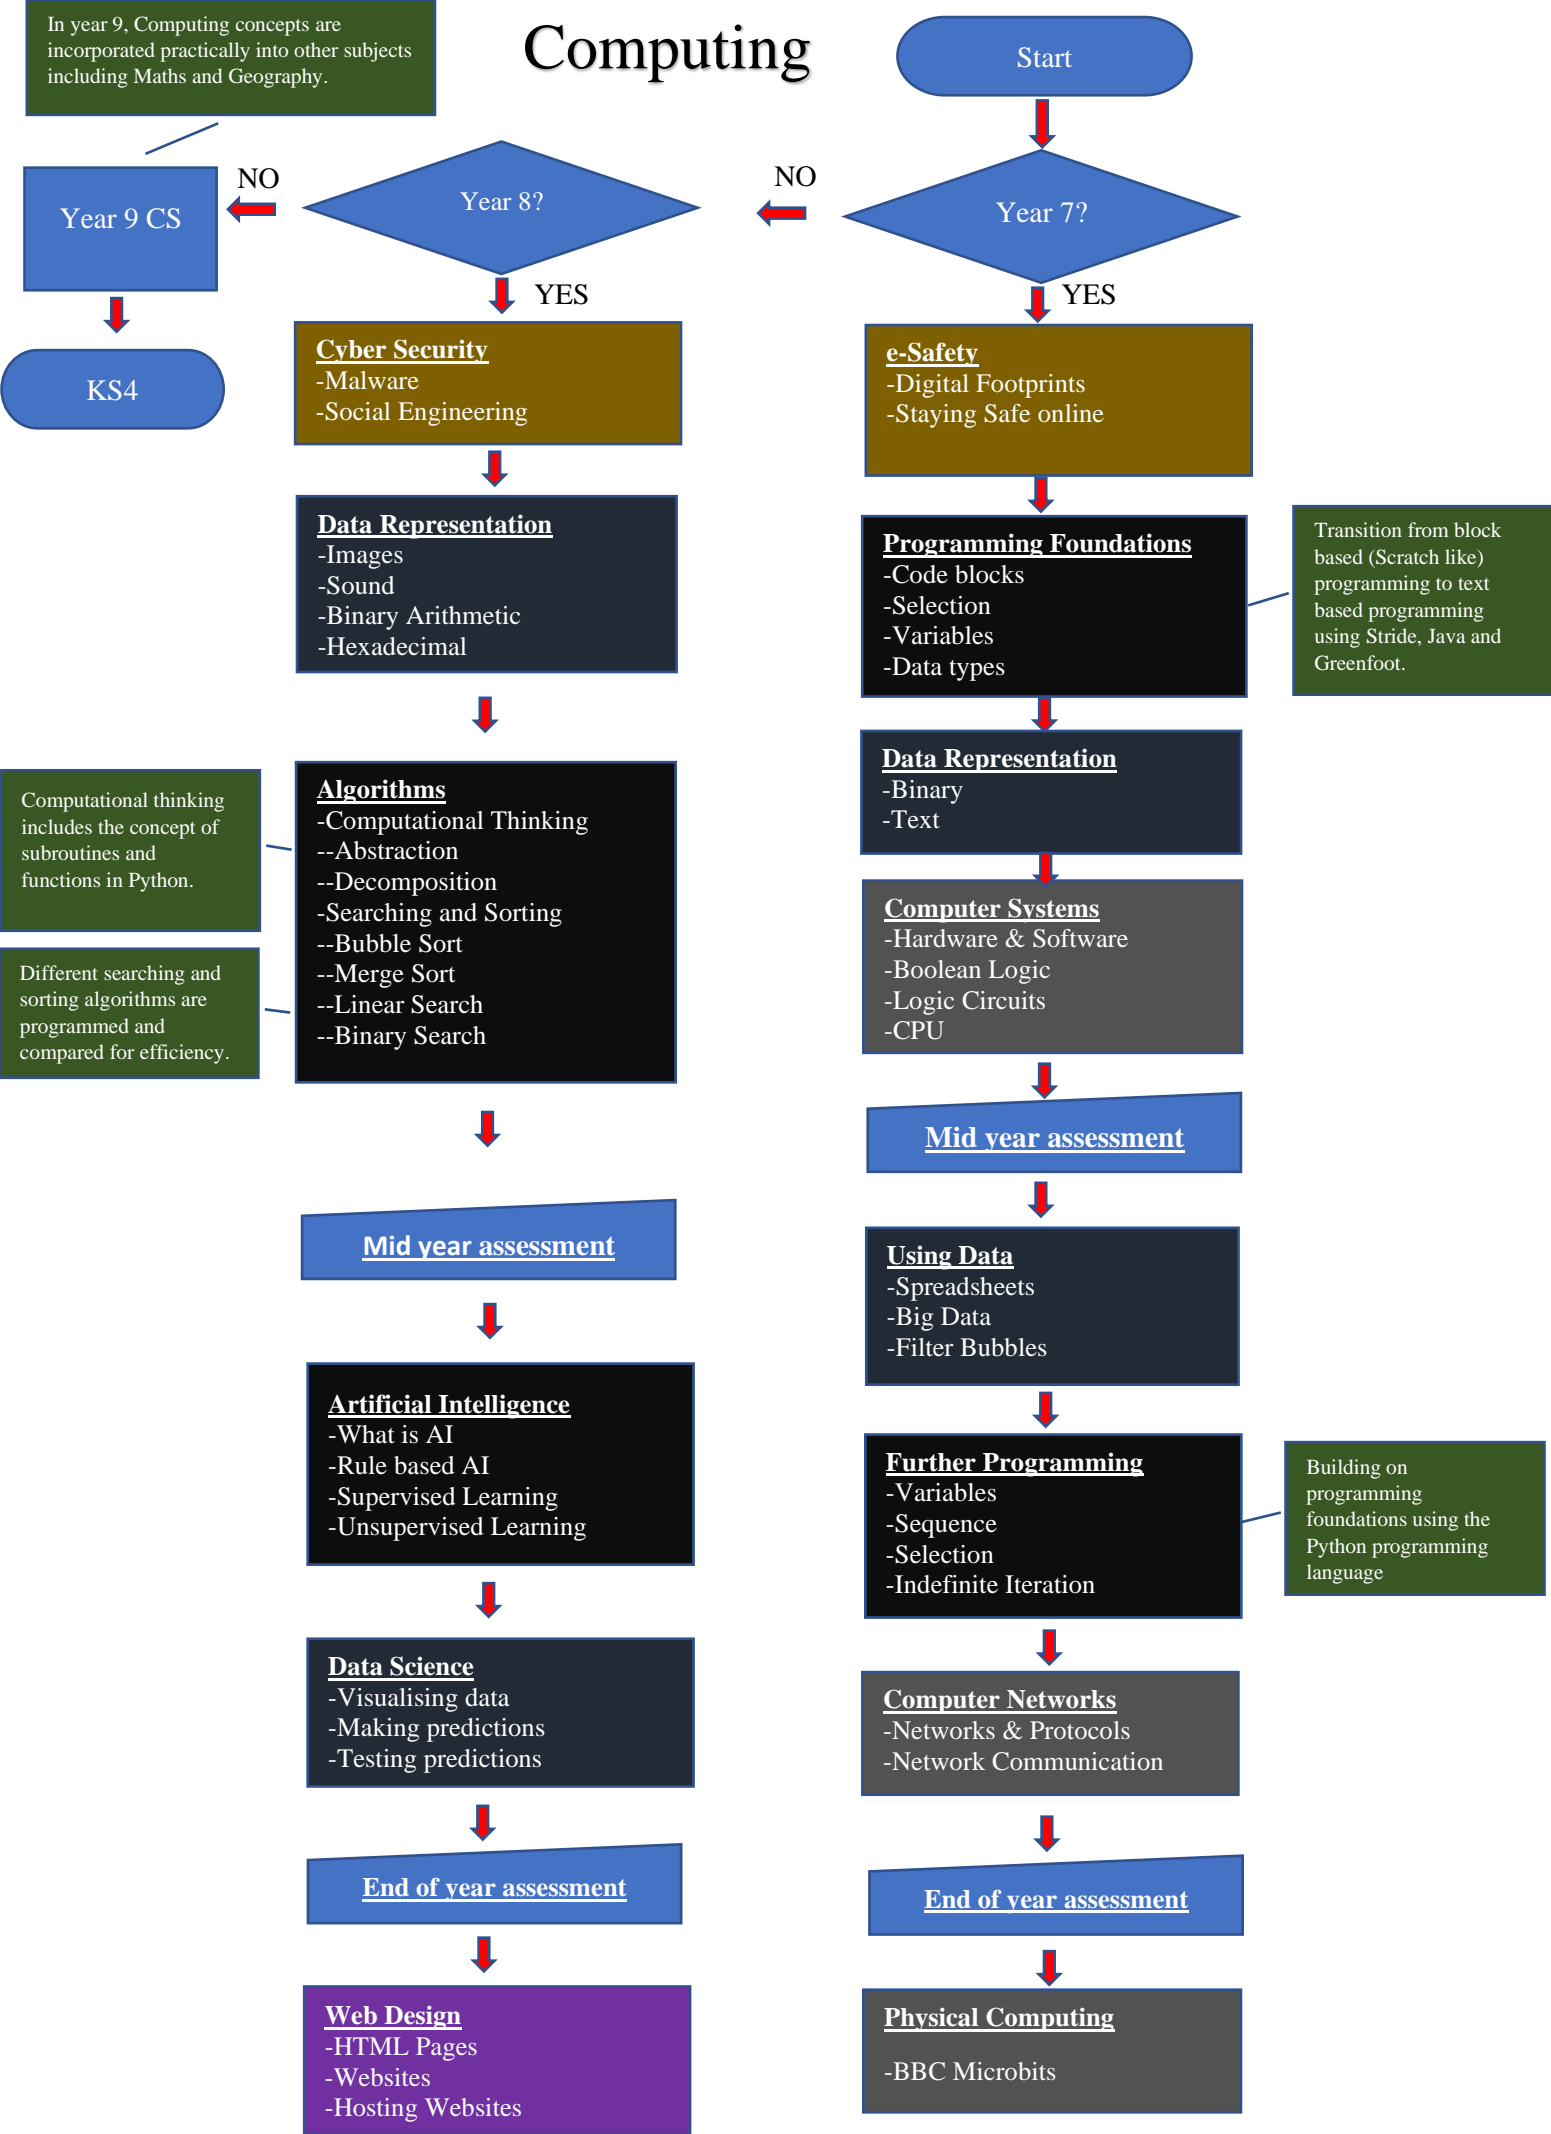 Computing
Start
In year 9, Computing concepts are
incorporated practically into other subjects
including Maths and Geography.
Year 7?
NO
Year 8?
NO
Year 9 CS
KS4
YES
e-Safety
-Digital Footprints
-Staying Safe online
Programming Foundations
-Code blocks
-Selection
-Variables
-Data types
Transition from block
based (Scratch like)
programming to text
based programming
using Stride, Java and
Greenfoot.
Data Representation
-Binary
-Text
Computer Systems
-Hardware & Software
-Boolean Logic
-Logic Circuits
-CPU
Mid year assessment
Using Data
-Spreadsheets
-Big Data
-Filter Bubbles
Further Programming
-Variables
-Sequence
-Selection
-Indefinite Iteration
Building on
programming
foundations using the
Python programming
language
Computer Networks
-Networks & Protocols
-Network Communication
End of year assessment
Physical Computing
-BBC Microbits
YES
Cyber Security
-Malware
-Social Engineering
Data Representation
-Images
-Sound
-Binary Arithmetic
-Hexadecimal
Algorithms
-Computational Thinking
--Abstraction
--Decomposition
-Searching and Sorting
--Bubble Sort
--Merge Sort
--Linear Search
--Binary Search
Computational thinking
includes the concept of
subroutines and
functions in Python.
Different searching and
sorting algorithms are
programmed and
compared for efficiency.
Mid year assessment
Artificial Intelligence
-What is AI
-Rule based AI
-Supervised Learning
-Unsupervised Learning
Data Science
-Visualising data
-Making predictions
-Testing predictions
End of year assessment
Web Design
-HTML Pages
-Websites
-Hosting Websites